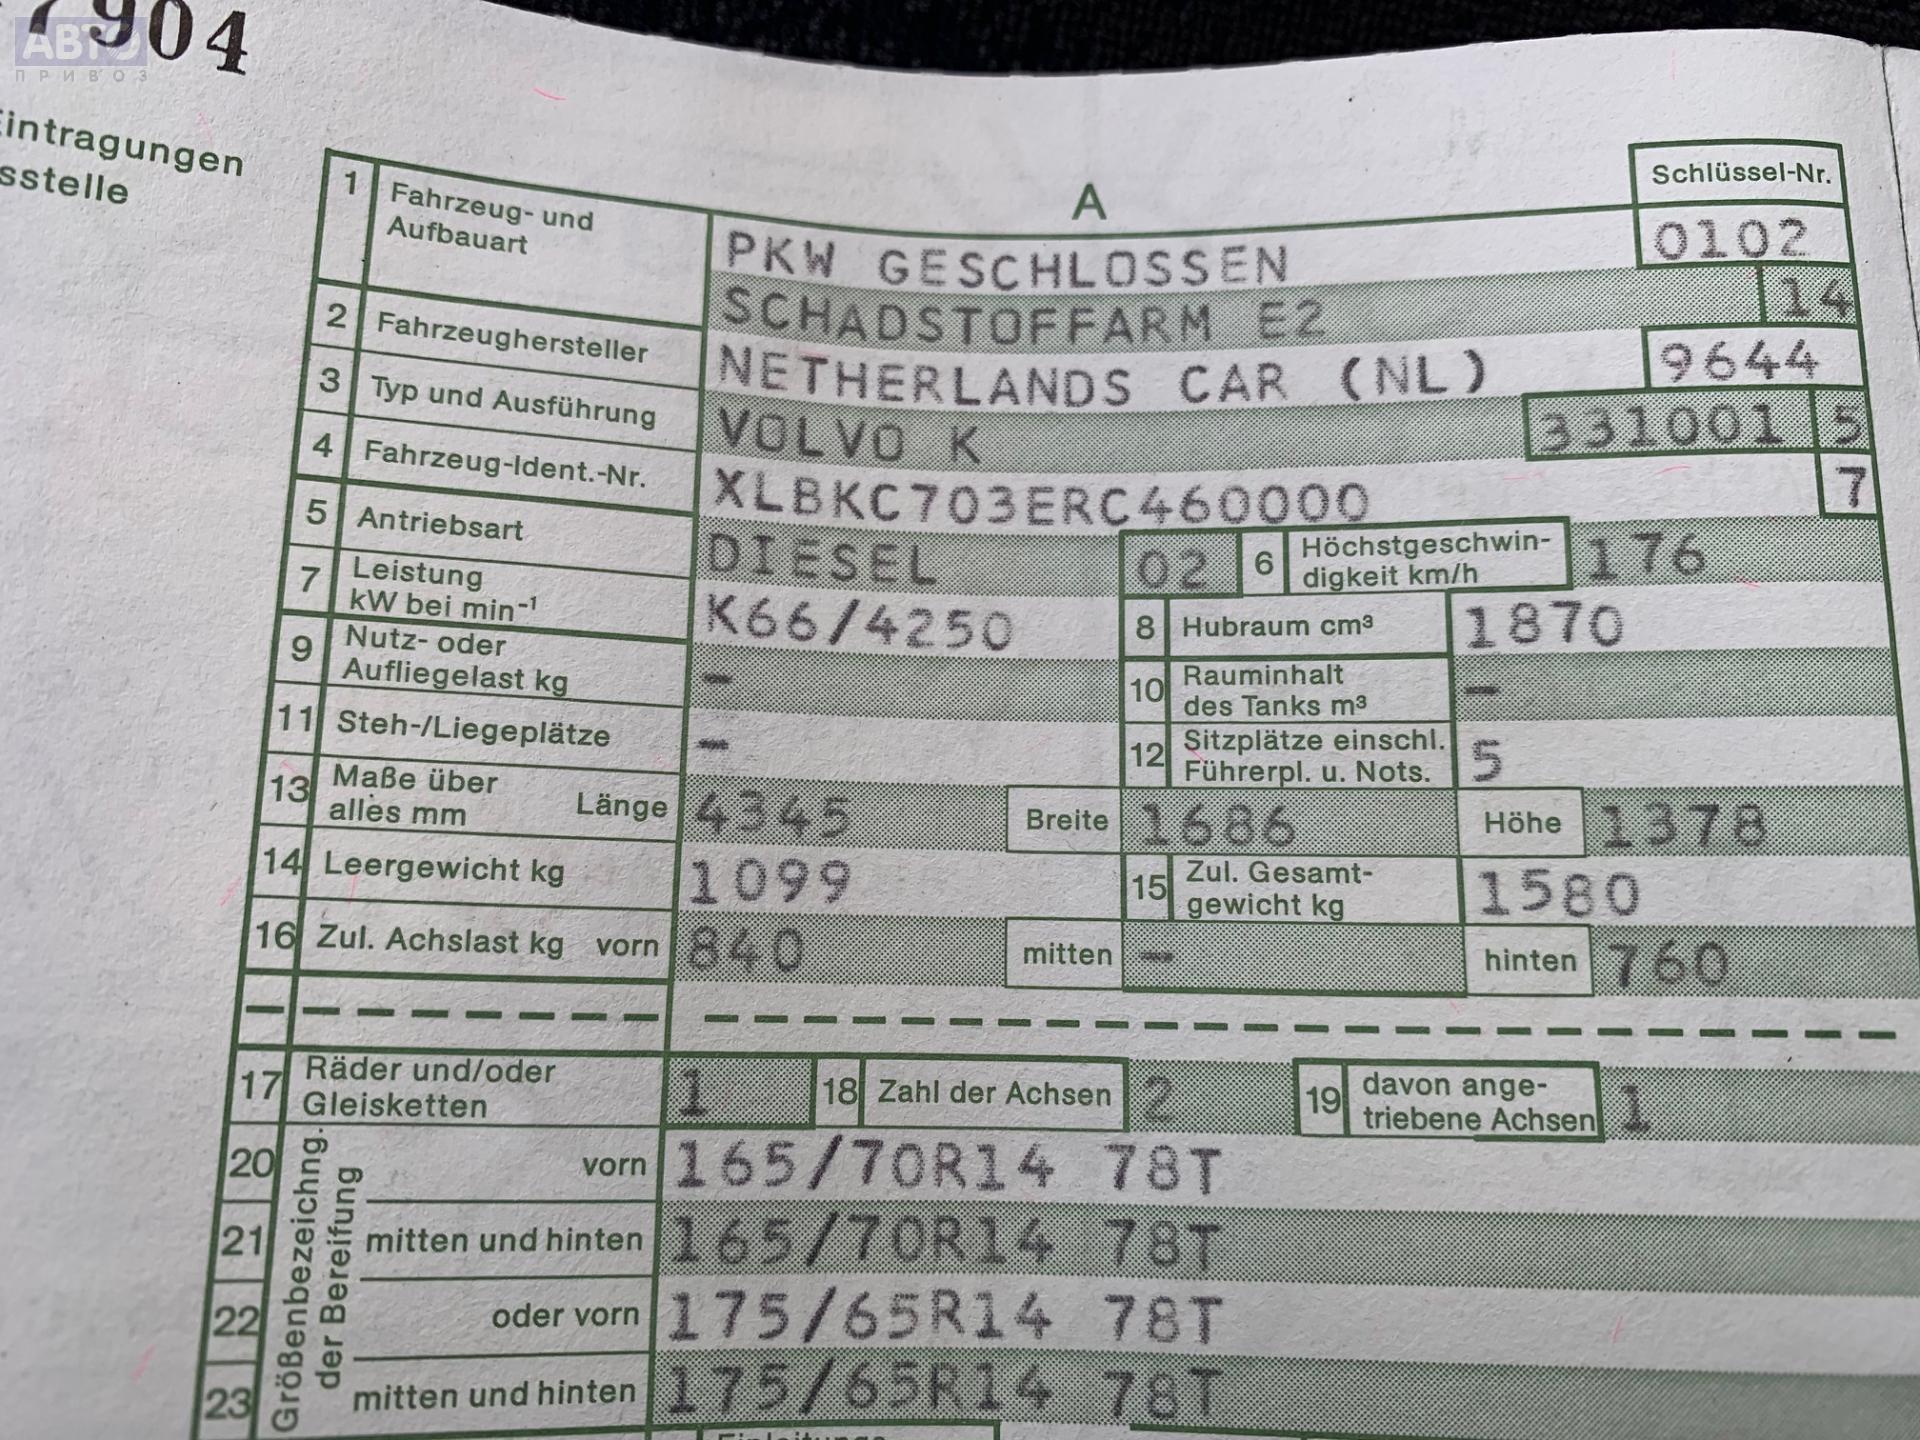 7904
АВТО
ПРИВОЗ
Eintragungen
sstelle
A
Schlüssel-Nr.
1 Fahrzeug- und Aufbauart PKW GESCHLOSSEN 0102
SCHADSTOFFARM E2 14
2 Fahrzeughersteller NETHERLANDS CAR (NL) 9644
3 Typ und Ausführung VOLVO K 331001 5
4 Fahrzeug-Ident.-Nr. XLBKC703ERC460000 7
5 Antriebsart DIESEL 02 6 Höchstgeschwin-digkeit km/h 176
7 Leistung kW bei min⁻¹ K66/4250 8 Hubraum cm³ 1870
9 Nutz- oder Aufliegelast kg – 10 Rauminhalt des Tanks m³ –
11 Steh-/Liegeplätze – 12 Sitzplätze einschl. Führerpl. u. Nots. 5
13 Maße über alles mm Länge 4345 Breite 1686 Höhe 1378
14 Leergewicht kg 1099 15 Zul. Gesamt-gewicht kg 1580
16 Zul. Achslast kg vorn 840 mitten – hinten 760
17 Räder und/oder Gleisketten 1 18 Zahl der Achsen 2 19 davon ange-triebene Achsen 1
Größenbezeichng. der Bereifung
20 vorn 165/70R14 78T
21 mitten und hinten 165/70R14 78T
22 oder vorn 175/65R14 78T
23 mitten und hinten 175/65R14 78T